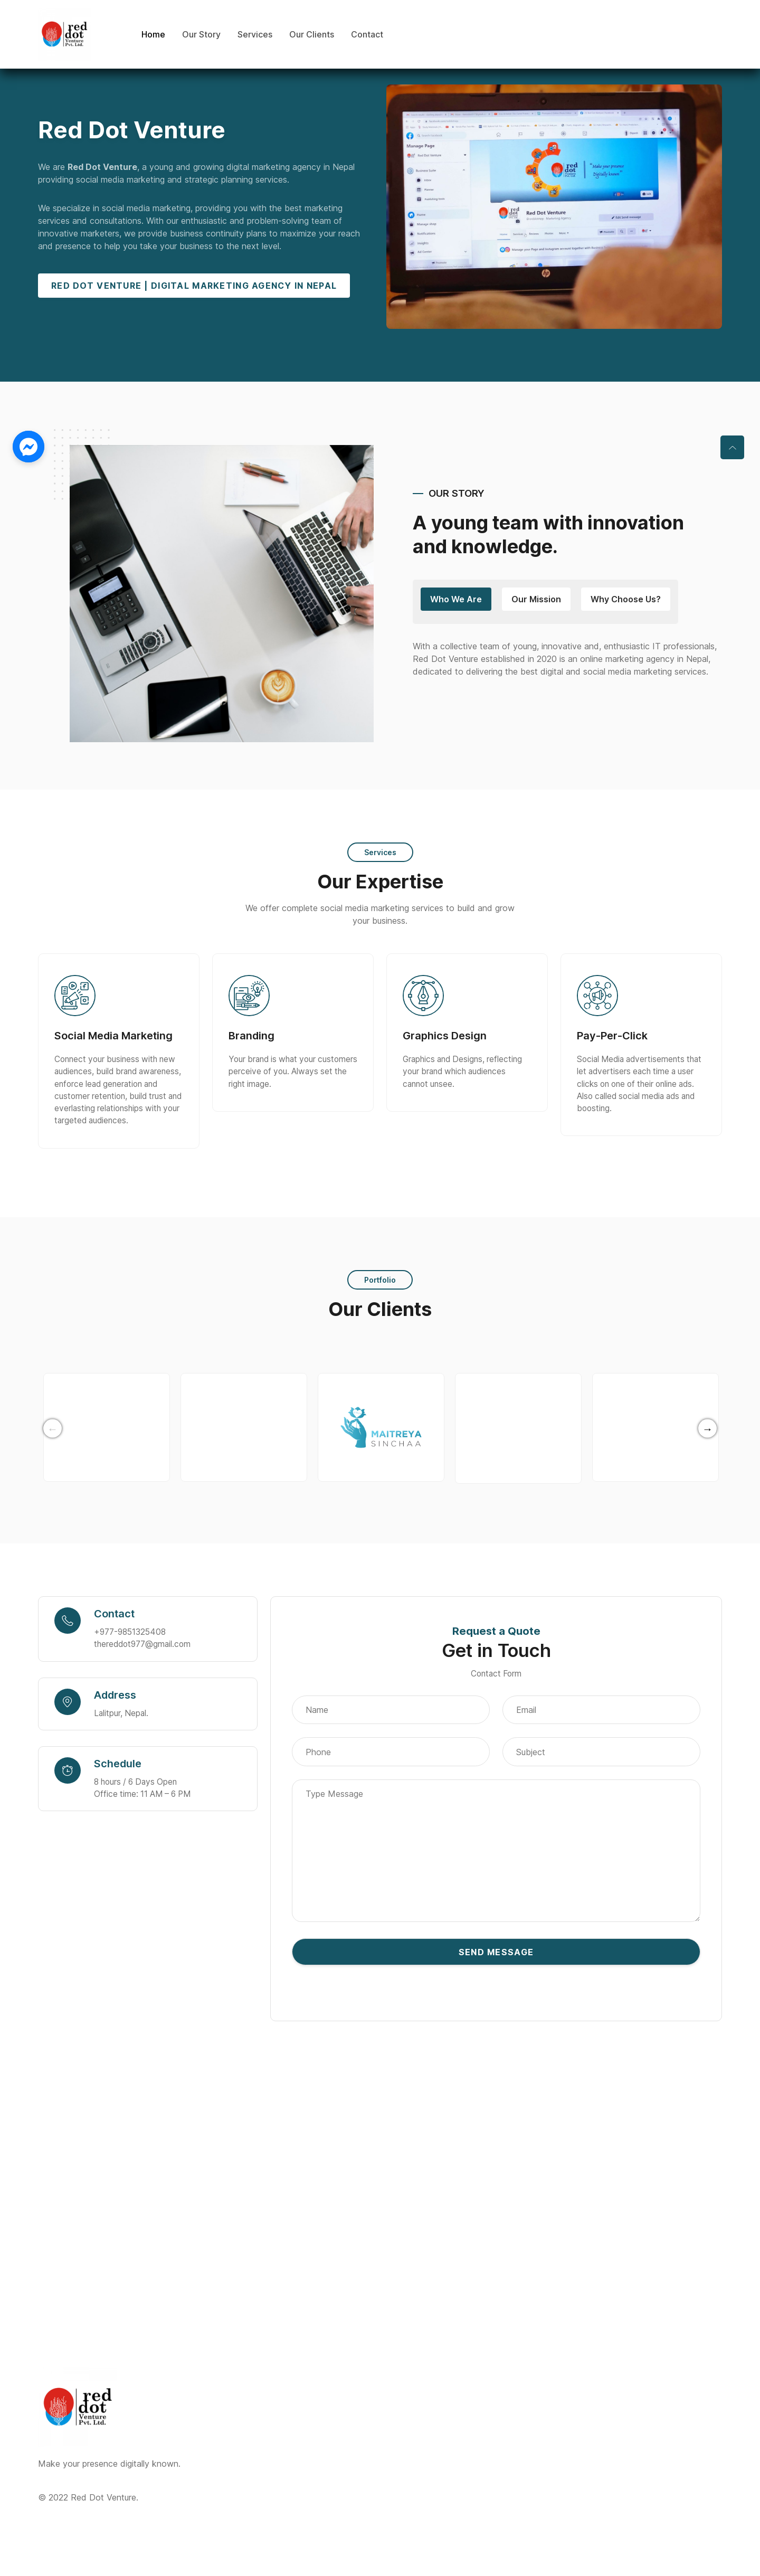 red
dot
Venture
Pvt. Ltd.
Home
Our Story
Services
Our Clients
Contact
Red Dot Venture
We are Red Dot Venture, a young and growing digital marketing agency in Nepal
providing social media marketing and strategic planning services.
We specialize in social media marketing, providing you with the best marketing
services and consultations. With our enthusiastic and problem-solving team of
innovative marketers, we provide business continuity plans to maximize your reach
and presence to help you take your business to the next level.
RED DOT VENTURE | DIGITAL MARKETING AGENCY IN NEPAL
Manage Page
Red Dot Venture
OUR STORY
A young team with innovation
and knowledge.
Who We Are
Our Mission
Why Choose Us?
With a collective team of young, innovative and, enthusiastic IT professionals,
Red Dot Venture established in 2020 is an online marketing agency in Nepal,
dedicated to delivering the best digital and social media marketing services.
Services
Our Expertise
We offer complete social media marketing services to build and grow
your business.
Social Media Marketing
Connect your business with new
audiences, build brand awareness,
enforce lead generation and
customer retention, build trust and
everlasting relationships with your
targeted audiences.
Branding
Your brand is what your customers
perceive of you. Always set the
right image.
Graphics Design
Graphics and Designs, reflecting
your brand which audiences
cannot unsee.
Pay-Per-Click
Social Media advertisements that
let advertisers each time a user
clicks on one of their online ads.
Also called social media ads and
boosting.
Portfolio
Our Clients
MAITREYA
SINCHAA
Contact
+977-9851325408
thereddot977@gmail.com
Address
Lalitpur, Nepal.
Schedule
8 hours / 6 Days Open
Office time: 11 AM – 6 PM
Request a Quote
Get in Touch
Contact Form
Name
Email
Phone
Subject
Type Message
SEND MESSAGE
red
dot
Venture
Pvt. Ltd.
Make your presence digitally known.
© 2022 Red Dot Venture.